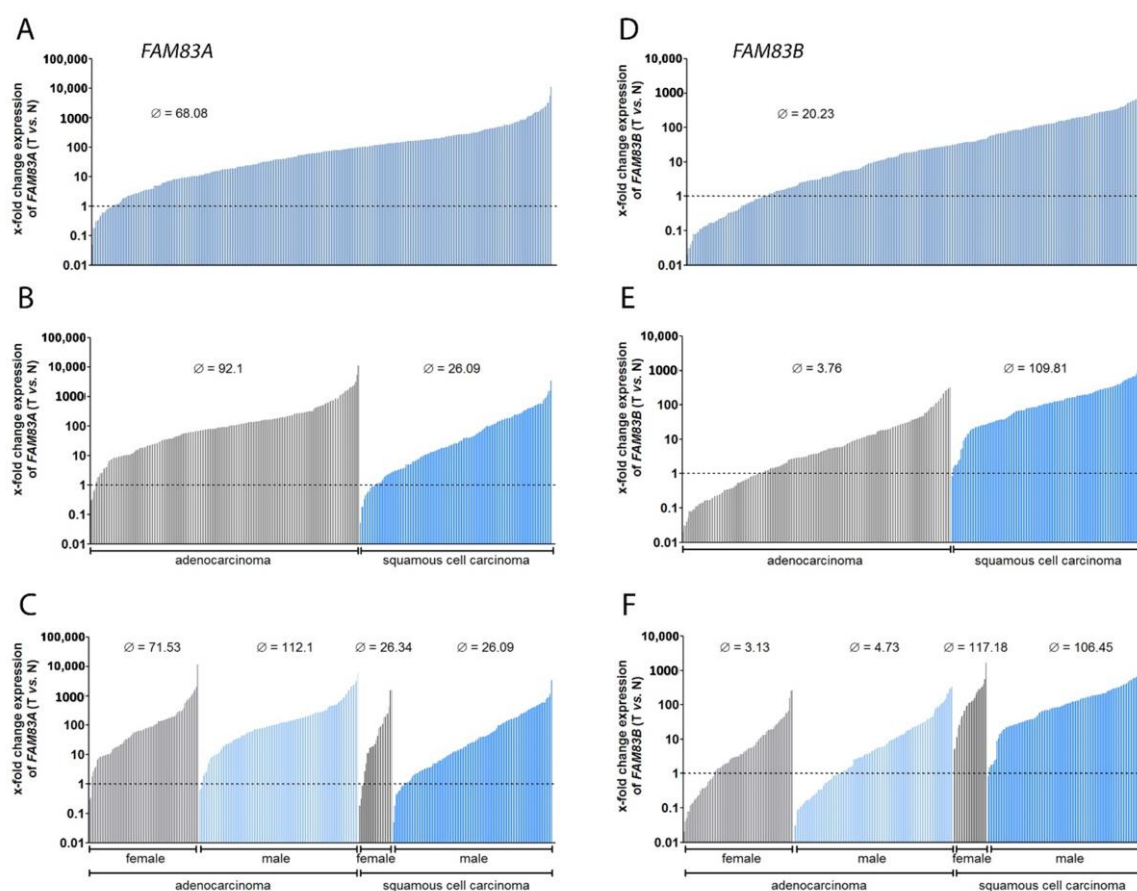 A
FAM83A
x-fold change expression
of FAM83A (T vs. N)
100,000
10,000
1000
100
10
1
0.1
0.01
∅ = 68.08
D
FAM83B
x-fold change expression
of FAM83B (T vs. N)
100,000
10,000
1000
100
10
1
0.1
0.01
∅ = 20.23
B
x-fold change expression
of FAM83A (T vs. N)
100,000
10,000
1000
100
10
1
0.1
0.01
∅ = 92.1
∅ = 26.09
adenocarcinoma
squamous cell carcinoma
E
x-fold change expression
of FAM83B (T vs. N)
10,000
1000
100
10
1
0.1
0.01
∅ = 3.76
∅ = 109.81
adenocarcinoma
squamous cell carcinoma
C
x-fold change expression
of FAM83A (T vs. N)
100,000
10,000
1000
100
10
1
0.1
0.01
∅ = 71.53
∅ = 112.1
∅ = 26.34
∅ = 26.09
female
male
female
male
adenocarcinoma
squamous cell carcinoma
F
x-fold change expression
of FAM83B (T vs. N)
10,000
1000
100
10
1
0.1
0.01
∅ = 3.13
∅ = 4.73
∅ = 117.18
∅ = 106.45
female
male
female
male
adenocarcinoma
squamous cell carcinoma